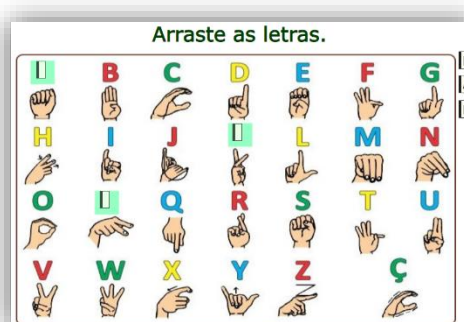 Arraste as letras.
B C D E F G
H I J L M N
O Q R S T U
V W X Y Z Ç